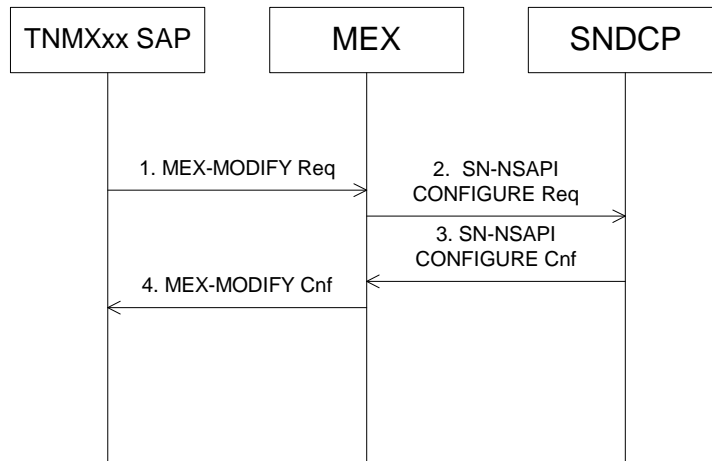 TNMXxx SAP
MEX
SNDCP
1. MEX-MODIFY Req
2. SN-NSAPI
CONFIGURE Req
3. SN-NSAPI
CONFIGURE Cnf
4. MEX-MODIFY Cnf